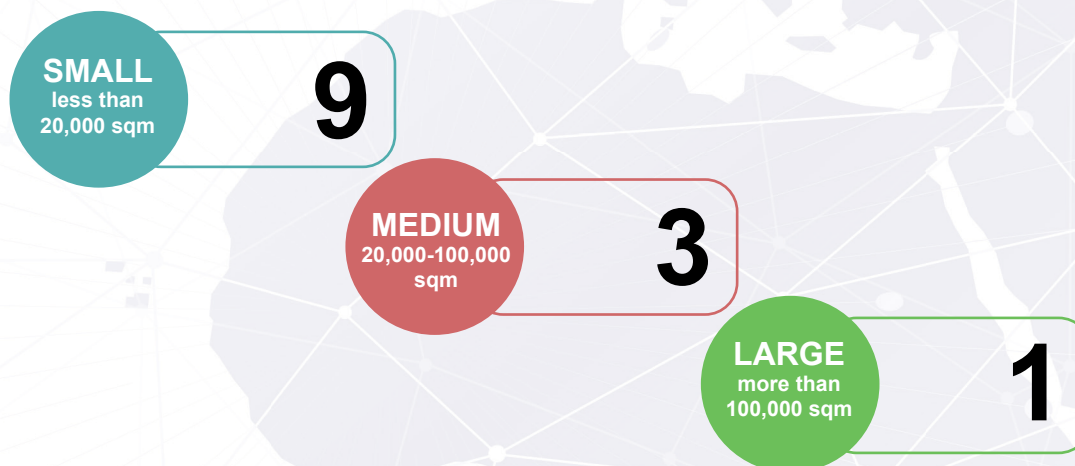 SMALL
less than
20,000 sqm
9
MEDIUM
20,000-100,000
sqm
3
LARGE
more than
100,000 sqm
1